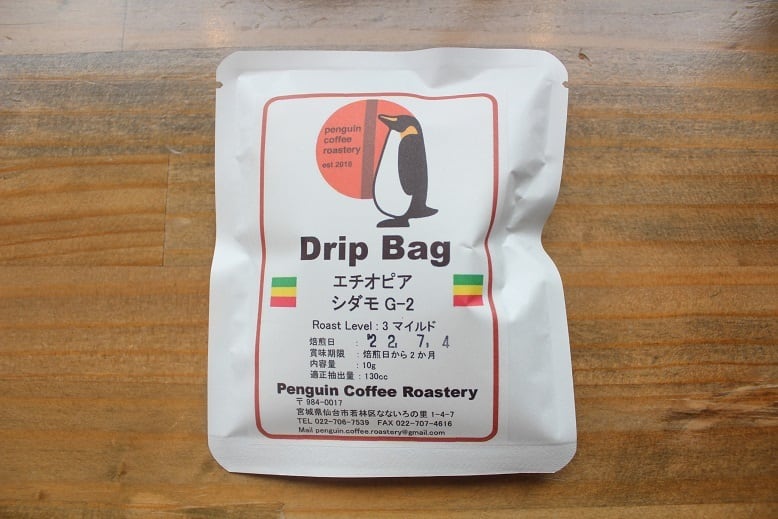 penguin
coffee
roastery
est 2018
Drip Bag
エチオピア
シダモ G-2
Roast Level : 3 マイルド
焙煎日 : '22, 7, 4
賞味期限 : 焙煎日から2か月
内容量 : 10g
適正抽出量 : 130cc
Penguin Coffee Roastery
〒 984-0017
宮城県仙台市若林区なないろの里 1-4-7
TEL 022-706-7539 FAX 022-707-4616
Mail penguin.coffee.roastery@gmail.com